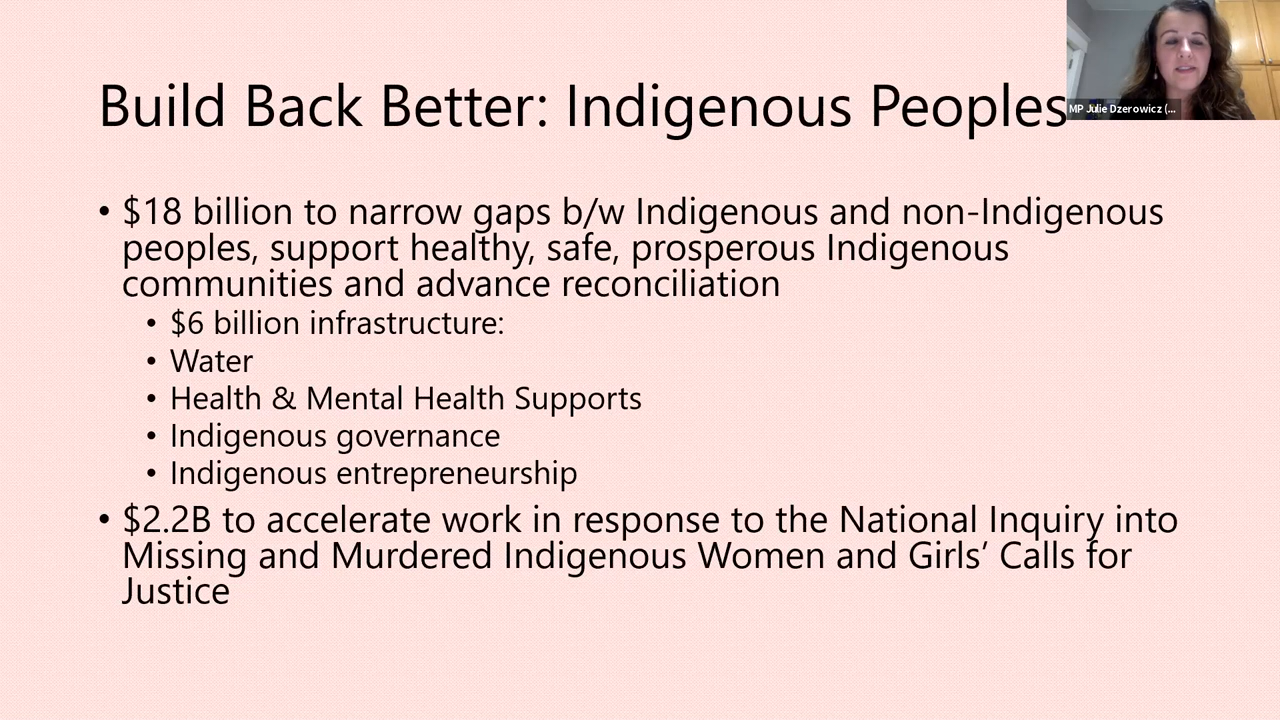 Build Back Better: Indigenous Peoples
MP Julie Dzerowicz (...
• $18 billion to narrow gaps b/w Indigenous and non-Indigenous
peoples, support healthy, safe, prosperous Indigenous
communities and advance reconciliation
• $6 billion infrastructure:
• Water
• Health & Mental Health Supports
• Indigenous governance
• Indigenous entrepreneurship
• $2.2B to accelerate work in response to the National Inquiry into
Missing and Murdered Indigenous Women and Girls’ Calls for
Justice